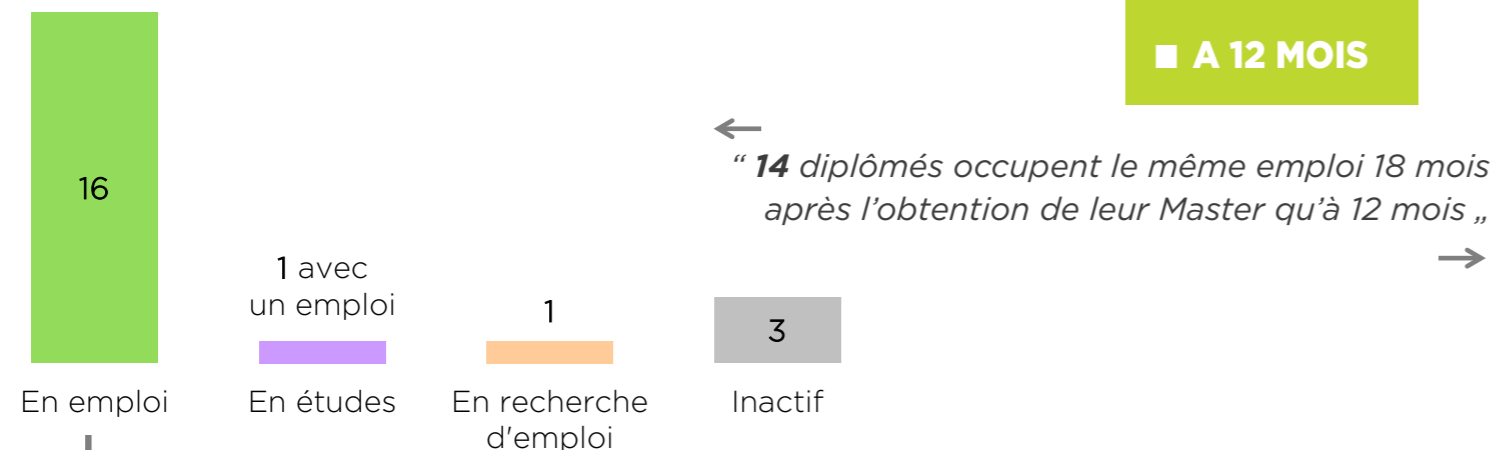 ■ A 12 MOIS
“ 14 diplômés occupent le même emploi 18 mois
après l’obtention de leur Master qu’à 12 mois „
16
1 avec
un emploi
1
3
En emploi
En études
En recherche
d'emploi
Inactif